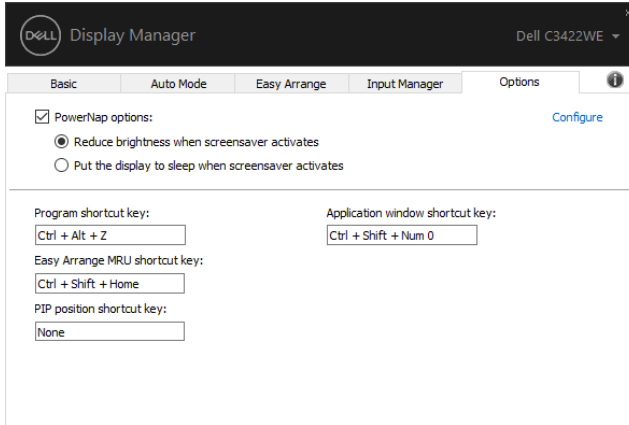 DELL Display Manager
Dell C3422WE
Basic
Auto Mode
Easy Arrange
Input Manager
Options
PowerNap options:
Configure
Reduce brightness when screensaver activates
Put the display to sleep when screensaver activates
Program shortcut key:
Application window shortcut key:
Ctrl + Alt + Z
Ctrl + Shift + Num 0
Easy Arrange MRU shortcut key:
Ctrl + Shift + Home
PIP position shortcut key:
None